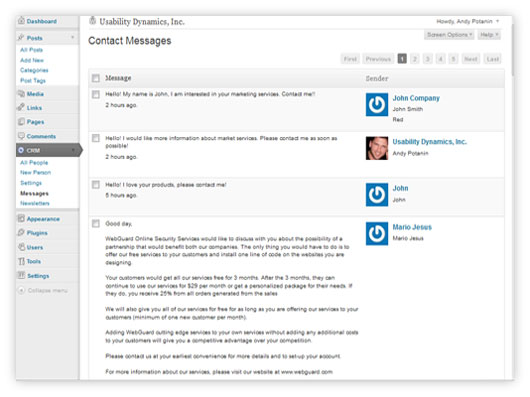 Dashboard
Posts
All Posts
Add New
Categories
Post Tags
Media
Links
Pages
Comments
CRM
All People
New Person
Settings
Messages
Newsletters
Appearance
Plugins
Users
Tools
Settings
Collapse menu
Usability Dynamics, Inc.
Howdy, Andy Potanin
Screen Options
Help
Contact Messages
First Previous 1 2 3 4 5 Next Last
Message
Sender
Hello! My name is John, I am interested in your marketing services. Contact me!!
2 hours ago.
John Company
John Smith
Red
Hello! I would like more information about market services. Please contact me as soon as
possible!
2 hours ago.
Usability Dynamics, Inc.
Andy Potanin
Hello! I love your products, please contact me!
5 hours ago.
John
John
Good day,
WebGuard Online Security Services would like to discuss with you about the possibility of a
partnership that would benefit both our companies. The only thing you would have to do is to
offer our free services to your customers and install one line of code on the websites you are
designing.
Your customers would get all our services free for 3 months. After the 3 months, they can
continue to use our services for $29 per month or get a personalized package for their needs. If
they do, you receive 25% from all orders generated from the sales
We will also give you all of our services for free for as long as you are offering our services to your
customers (minimum of one new customer per month).
Adding WebGuard cutting edge services to your own services without adding any additional costs
to your customers will give you a competitive advantage over your competition.
Please contact us at your earliest convenience for more details and to set-up your account.
For more information about our services, please visit our website at www.webguard.com
Mario Jesus
Mario Jesus